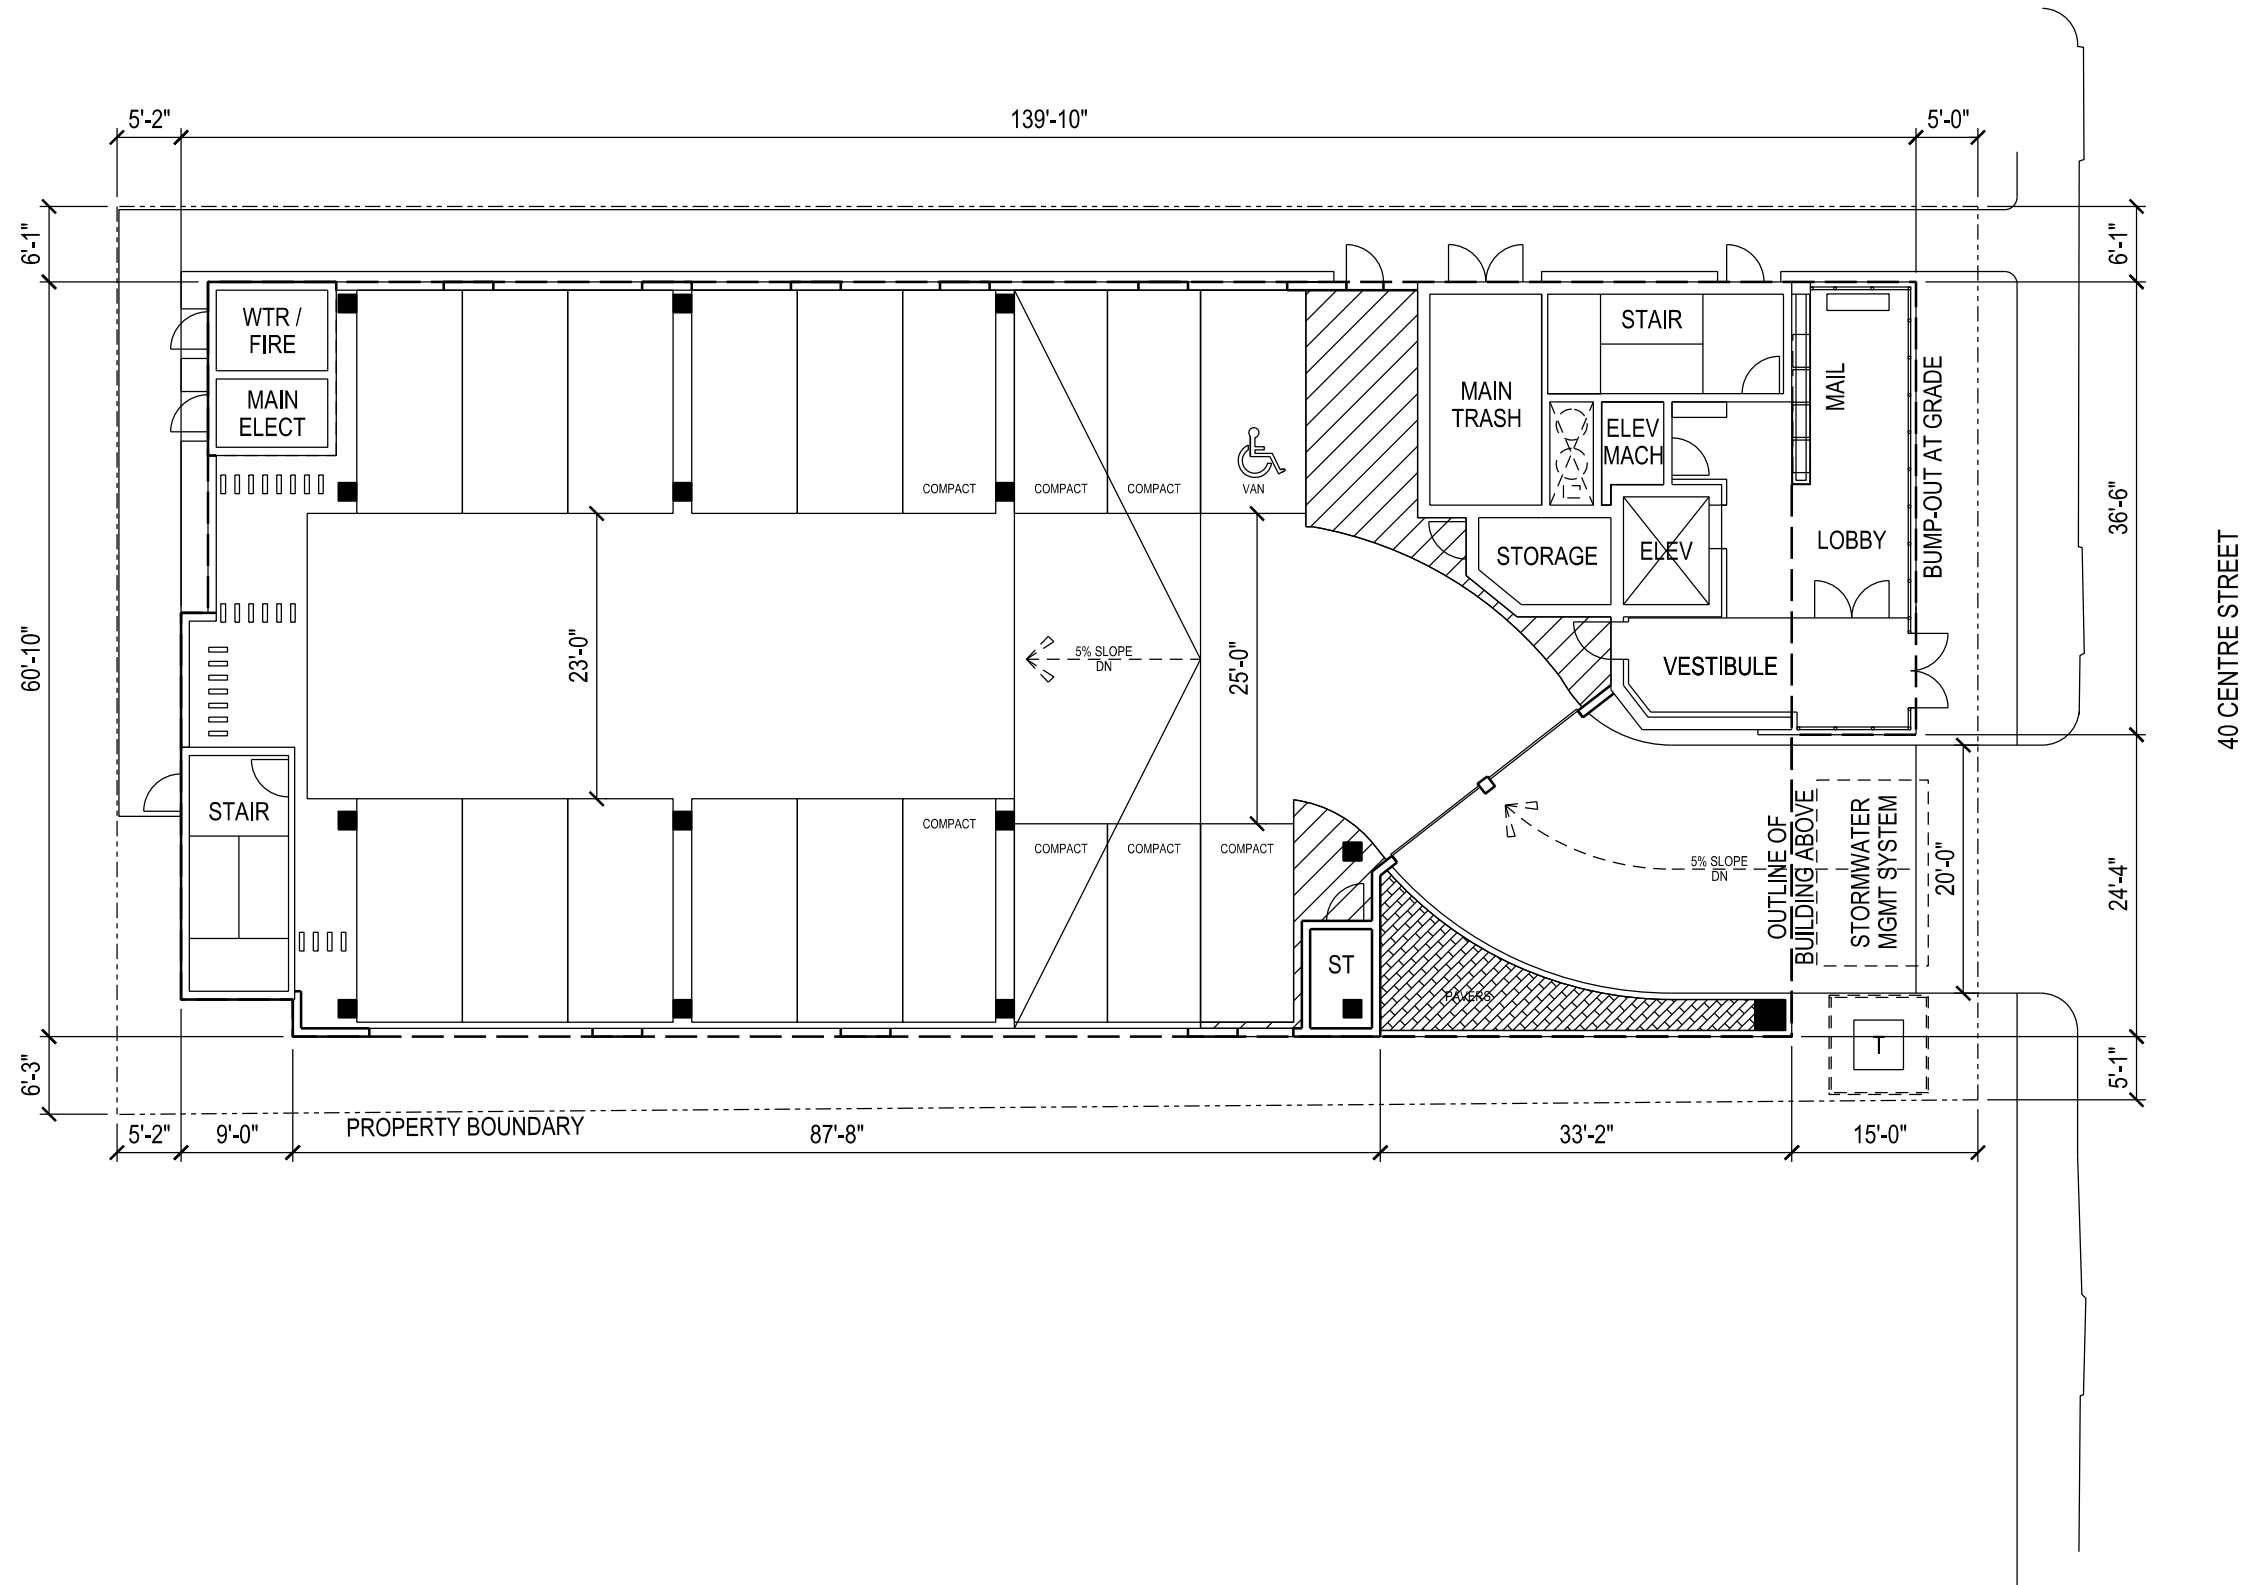 5'-2"
139'-10"
5'-0"
6'-1"
6'-1"
WTR /
FIRE
MAIN
ELECT
STAIR
MAIN
TRASH
ELEV
MACH
MAIL
BUMP-OUT AT GRADE
36'-6"
COMPACT
COMPACT
COMPACT
VAN
STORAGE
ELEV
LOBBY
40 CENTRE STREET
60'-10"
23'-0"
5% SLOPE
DN
25'-0"
VESTIBULE
STAIR
COMPACT
COMPACT
COMPACT
COMPACT
5% SLOPE
DN
OUTLINE OF
BUILDING ABOVE
STORMWATER
MGMT SYSTEM
20'-0"
24'-4"
ST
PAVERS
T
6'-3"
5'-1"
PROPERTY BOUNDARY
5'-2"
9'-0"
87'-8"
33'-2"
15'-0"